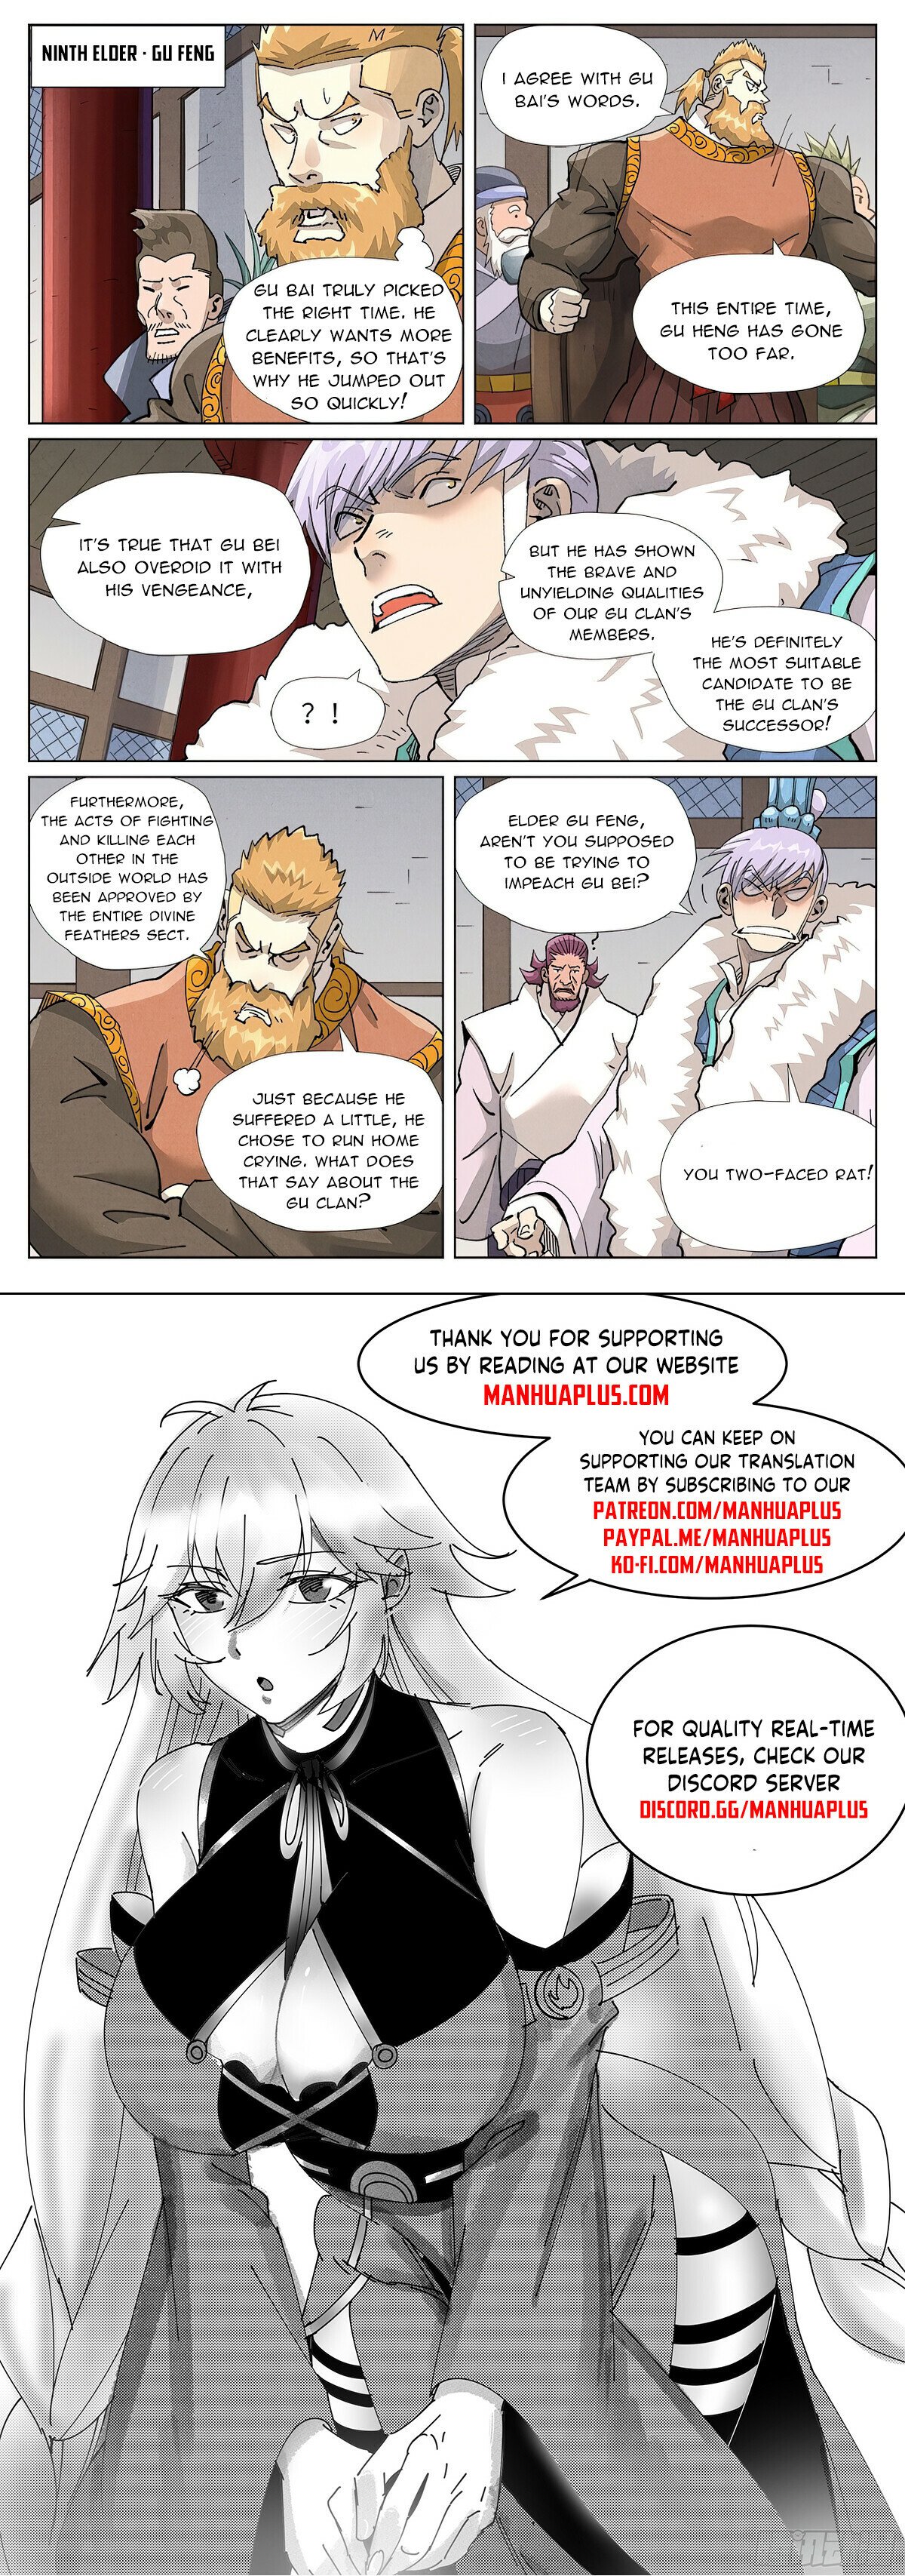 NINTH ELDER · GU FENG
GU BAI TRULY PICKED
THE RIGHT TIME. HE
CLEARLY WANTS MORE
BENEFITS, SO THAT'S
WHY HE JUMPED OUT
SO QUICKLY!
I AGREE WITH GU
BAI'S WORDS.
THIS ENTIRE TIME,
GU HENG HAS GONE
TOO FAR.
IT'S TRUE THAT GU BEI
ALSO OVERDID IT WITH
HIS VENGEANCE,
? !
BUT HE HAS SHOWN
THE BRAVE AND
UNYIELDING QUALITIES
OF OUR GU CLAN'S
MEMBERS.
HE'S DEFINITELY
THE MOST SUITABLE
CANDIDATE TO BE
THE GU CLAN'S
SUCCESSOR!
FURTHERMORE,
THE ACTS OF FIGHTING
AND KILLING EACH
OTHER IN THE
OUTSIDE WORLD HAS
BEEN APPROVED BY
THE ENTIRE DIVINE
FEATHERS SECT.
JUST BECAUSE HE
SUFFERED A LITTLE, HE
CHOSE TO RUN HOME
CRYING. WHAT DOES
THAT SAY ABOUT THE
GU CLAN?
ELDER GU FENG,
AREN'T YOU SUPPOSED
TO BE TRYING TO
IMPEACH GU BEI?
?
YOU TWO-FACED RAT!
THANK YOU FOR SUPPORTING
US BY READING AT OUR WEBSITE
MANHUAPLUS.COM
YOU CAN KEEP ON
SUPPORTING OUR TRANSLATION
TEAM BY SUBSCRIBING TO OUR
PATREON.COM/MANHUAPLUS
PAYPAL.ME/MANHUAPLUS
KO-FI.COM/MANHUAPLUS
FOR QUALITY REAL-TIME
RELEASES, CHECK OUR
DISCORD SERVER
DISCORD.GG/MANHUAPLUS